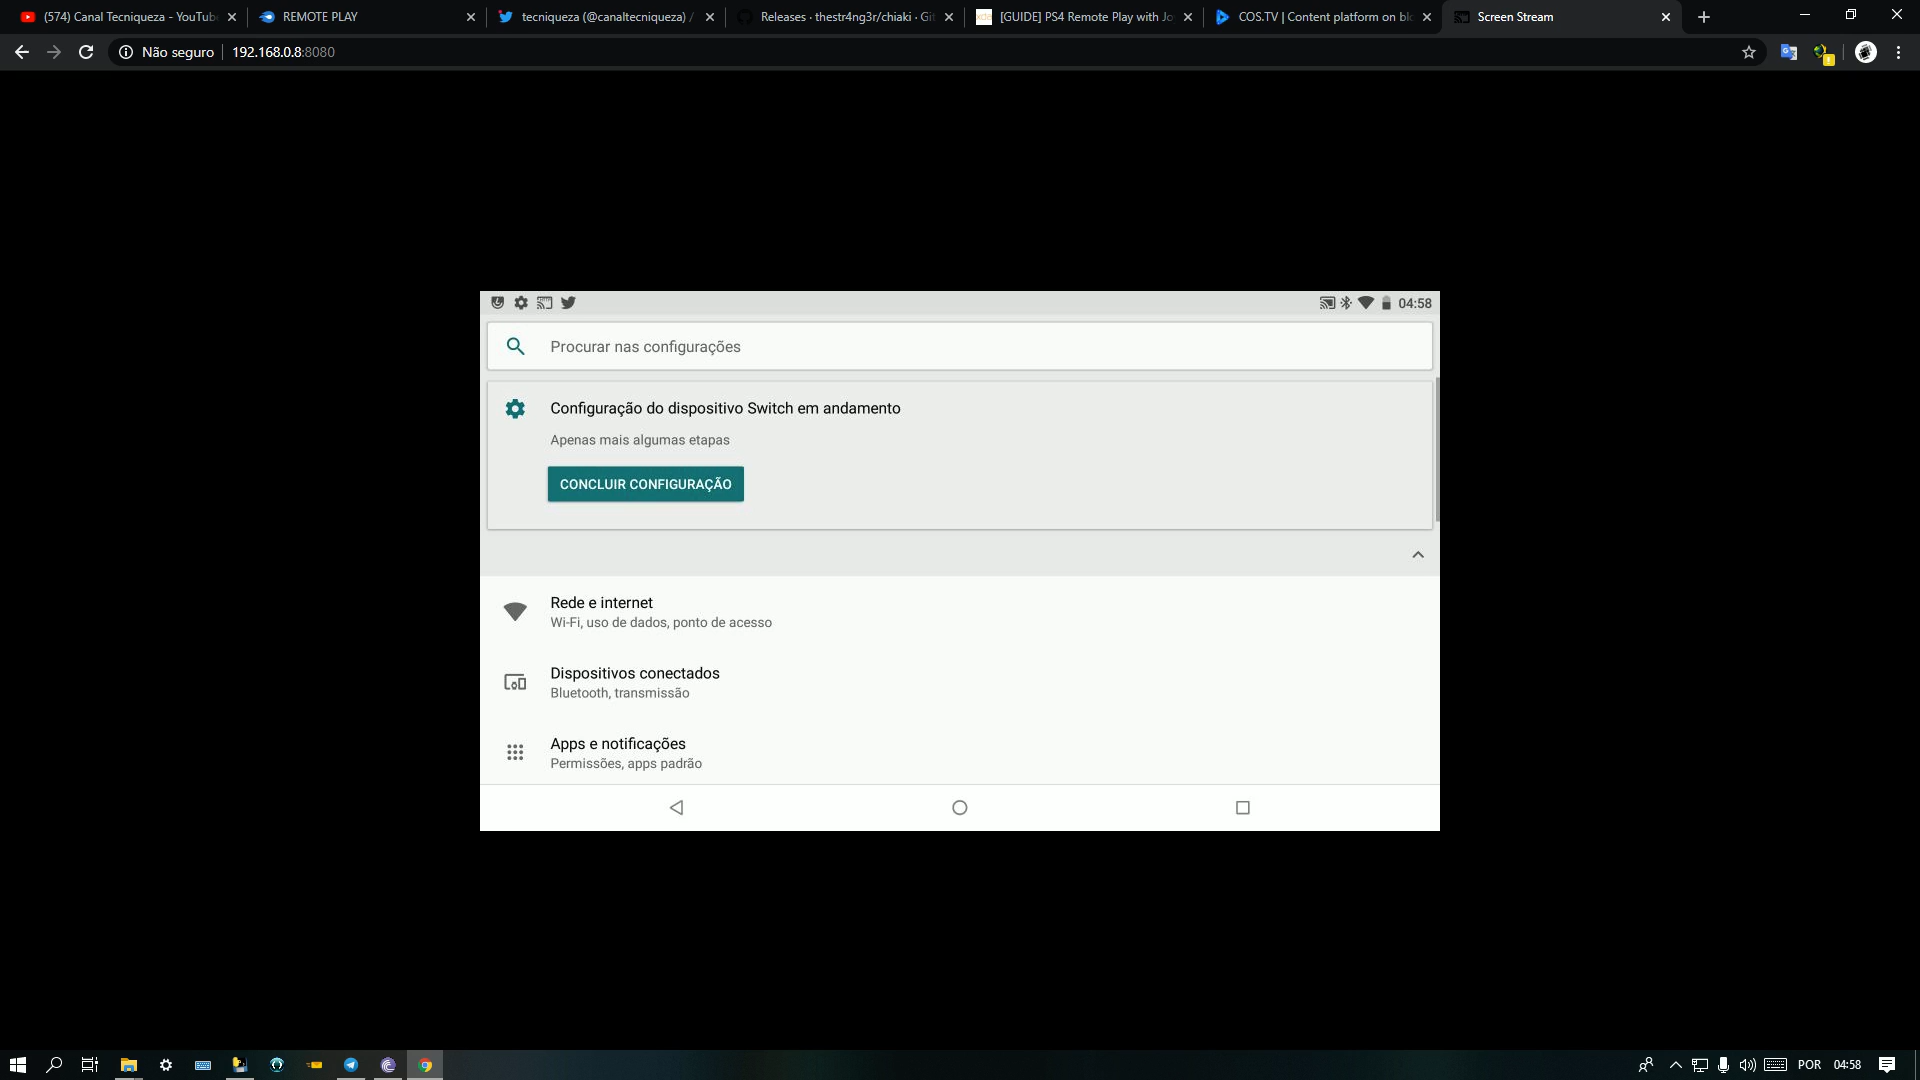 (574) Canal Tecniqueza - YouTub
REMOTE PLAY
tecniqueza (@canaltecniqueza) /
Releases · thestr4ng3r/chiaki · Git
[GUIDE] PS4 Remote Play with Jo
COS.TV | Content platform on blo
Screen Stream
Não seguro
192.168.0.8:8080
04:58
Procurar nas configurações
Configuração do dispositivo Switch em andamento
Apenas mais algumas etapas
CONCLUIR CONFIGURAÇÃO
Rede e internet
Wi-Fi, uso de dados, ponto de acesso
Dispositivos conectados
Bluetooth, transmissão
Apps e notificações
Permissões, apps padrão
POR
04:58